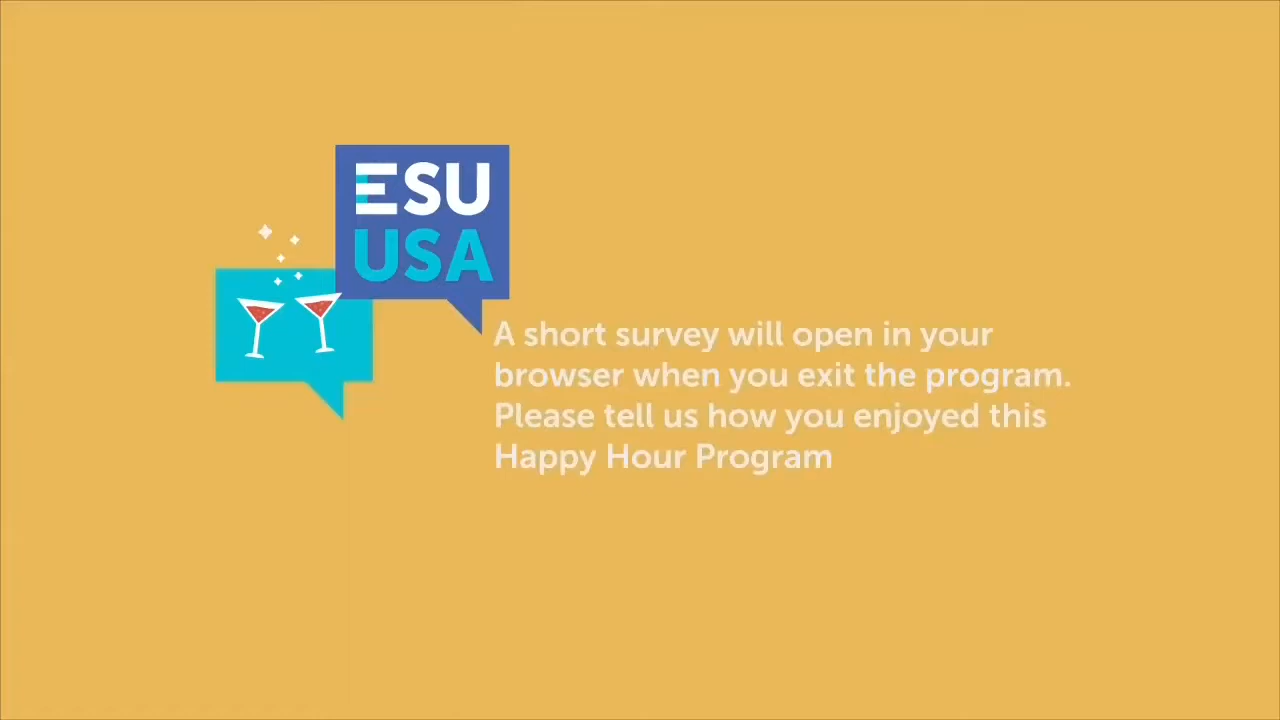 ESU
USA
A short survey will open in your
browser when you exit the program.
Please tell us how you enjoyed this
Happy Hour Program